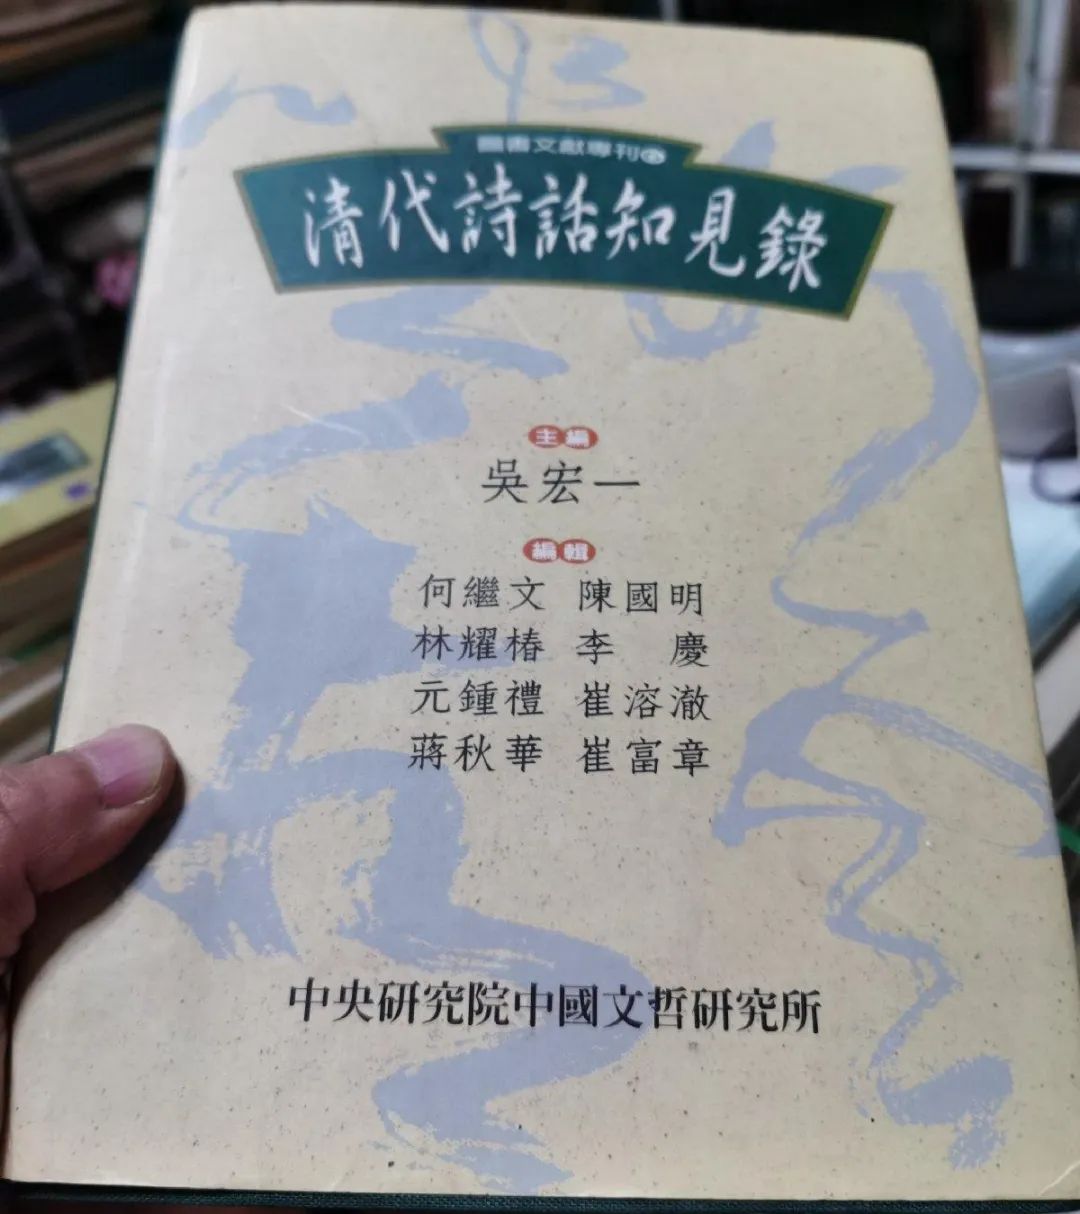 圖書文獻專刊
清代詩話知見錄
主編
吳宏一
編輯
何繼文 陳國明
林耀椿 李 慶
元鍾禮 崔溶澈
蔣秋華 崔富章
中央研究院中國文哲研究所